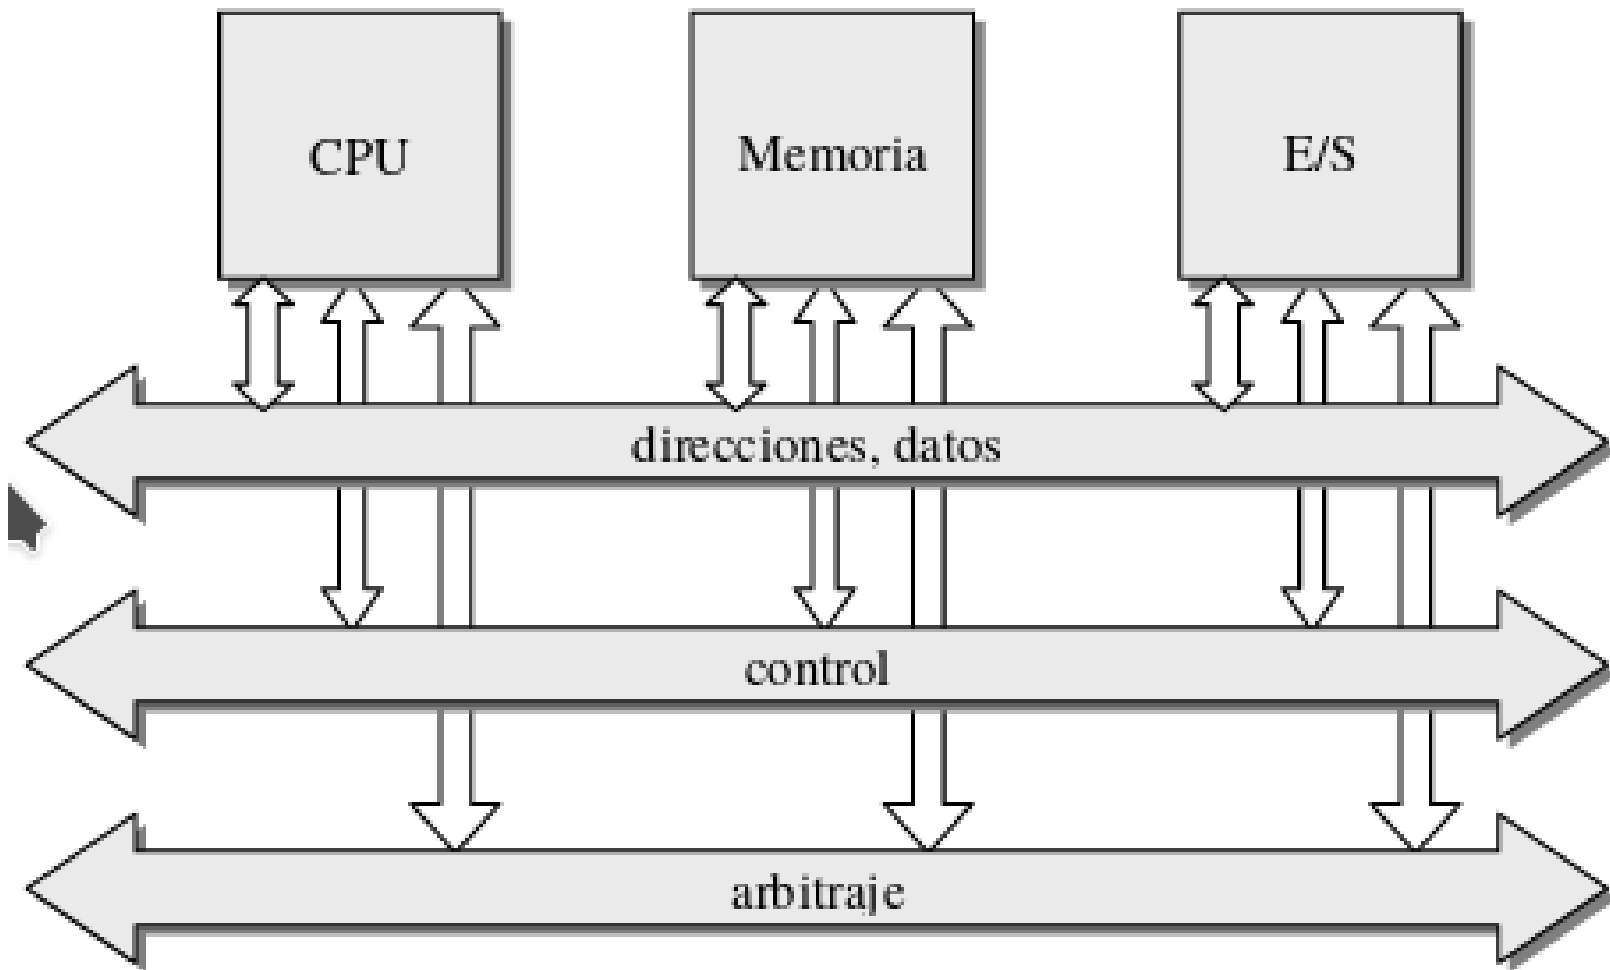 CPU
Memoria
E/S
direcciones, datos
control
arbitraje